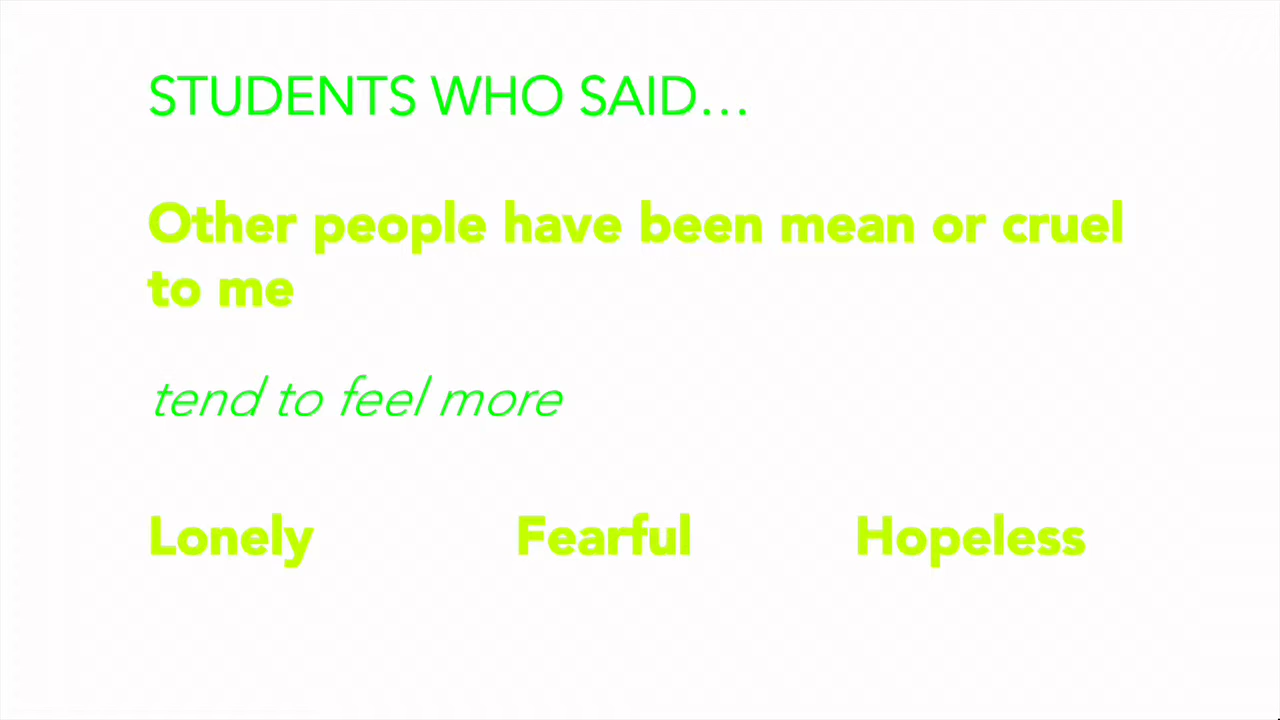 STUDENTS WHO SAID...
Other people have been mean or cruel
to me
tend to feel more
Lonely Fearful Hopeless